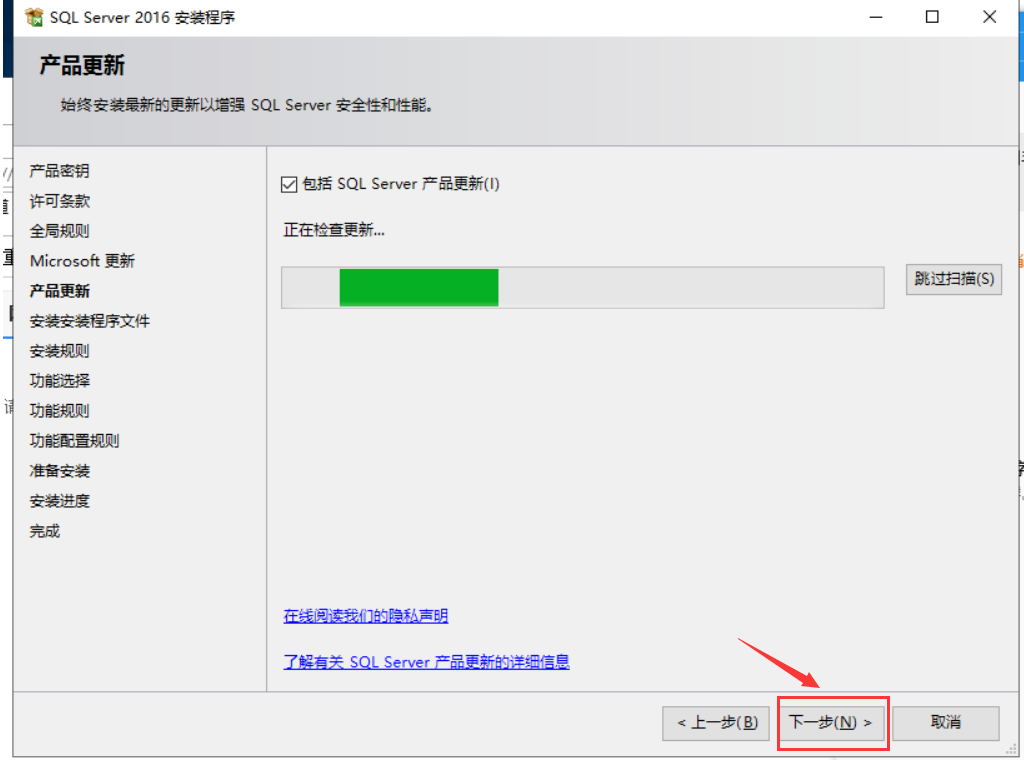 SQL Server 2016 安装程序
产品更新
始终安装最新的更新以增强 SQL Server 安全性和性能。
产品密钥
许可条款
全局规则
Microsoft 更新
产品更新
安装安装程序文件
安装规则
功能选择
功能规则
功能配置规则
准备安装
安装进度
完成
包括 SQL Server 产品更新(I)
正在检查更新...
跳过扫描(S)
在线阅读我们的隐私声明
了解有关 SQL Server 产品更新的详细信息
< 上一步(B)
下一步(N) >
取消